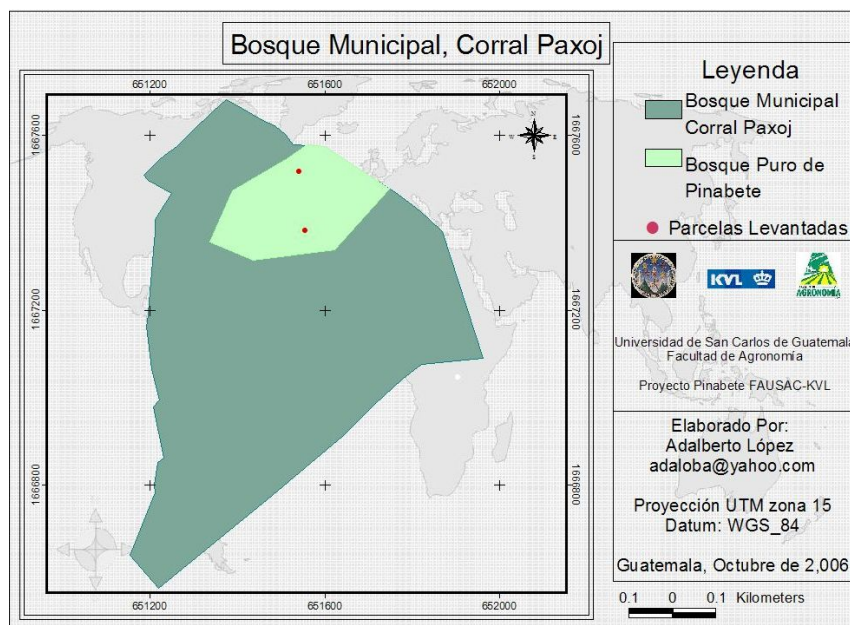 Bosque Municipal, Corral Paxoj
651200 651600 652000
1667600 1667600
1667200 1667200
1666800 1666800
651200 651600 652000
N
W E
S
Leyenda
Bosque Municipal
Corral Paxoj
Bosque Puro de
Pinabete
Parcelas Levantadas
KVL
AGRONOMÍA
Universidad de San Carlos de Guatemala
Facultad de Agronomía
Proyecto Pinabete FAUSAC-KVL
Elaborado Por:
Adalberto López
adaloba@yahoo.com
Proyección UTM zona 15
Datum: WGS_84
Guatemala, Octubre de 2,006
0.1 0 0.1 Kilometers